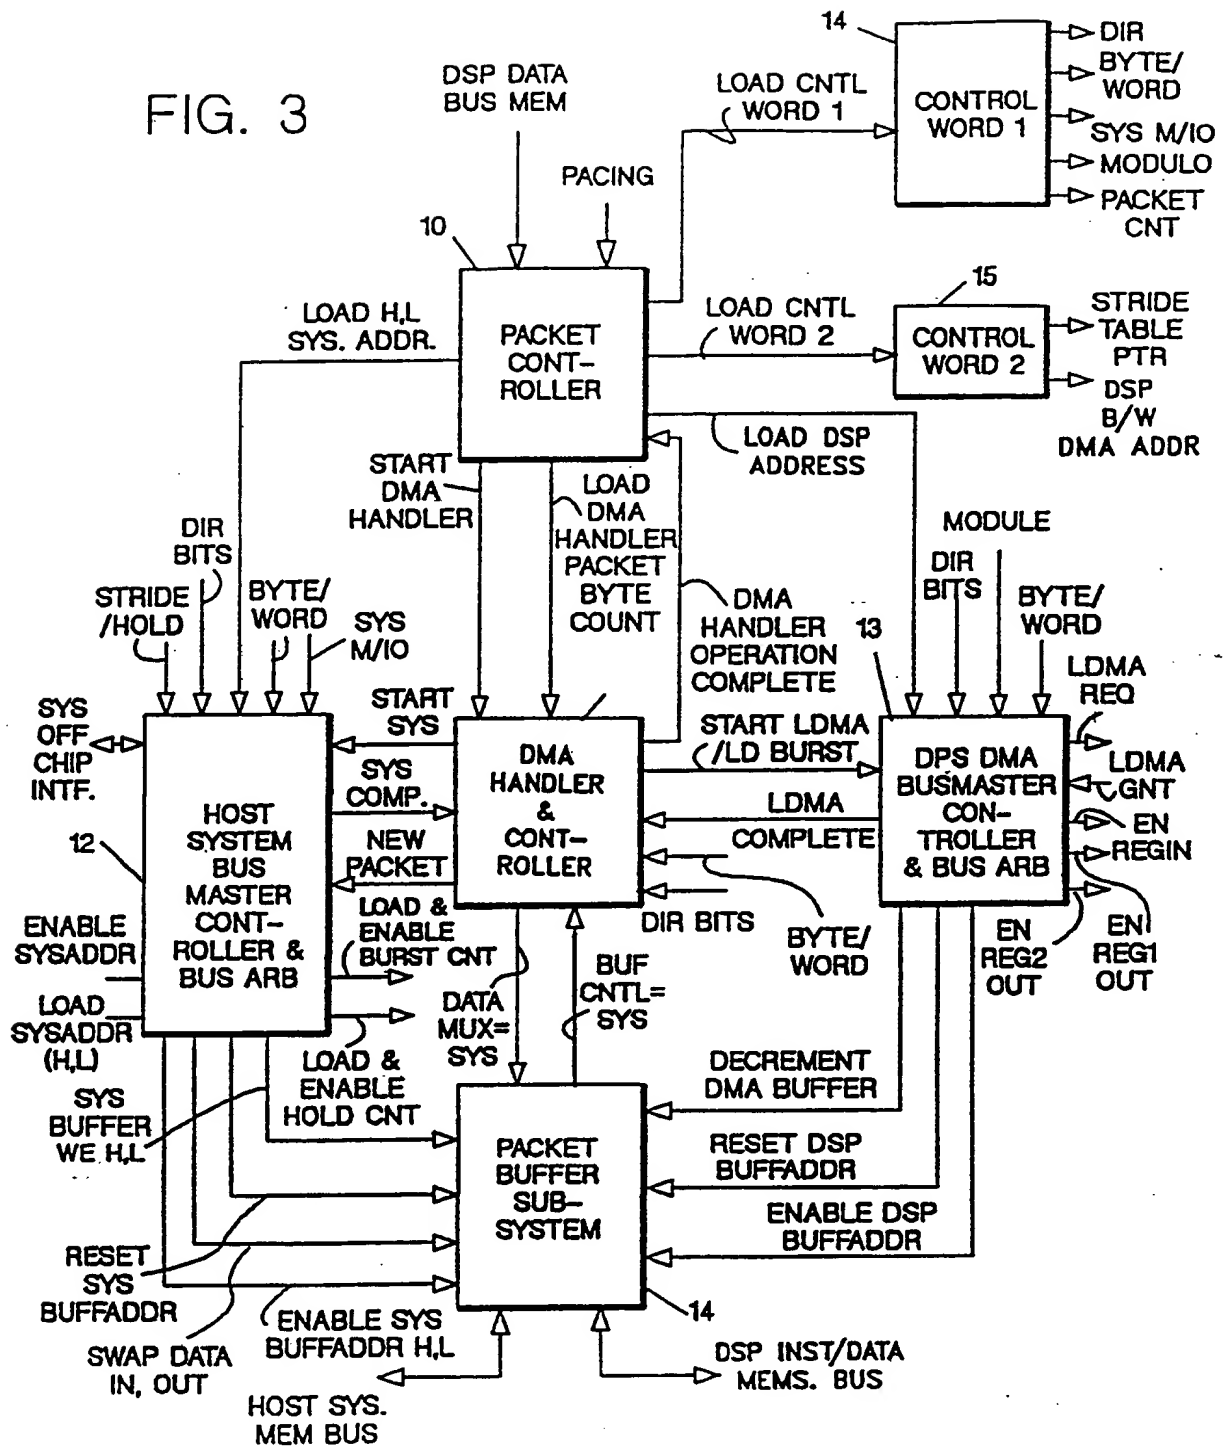 FIG. 3
DSP DATA
BUS MEM
PACING
LOAD CNTL
WORD 1
14
CONTROL
WORD 1
DIR
BYTE/
WORD
SYS M/IO
MODULO
PACKET
CNT
10
PACKET
CONT-
ROLLER
LOAD H,L
SYS. ADDR.
LOAD CNTL
WORD 2
15
CONTROL
WORD 2
STRIDE
TABLE
PTR
DSP
B/W
DMA ADDR
LOAD DSP
ADDRESS
START
DMA
HANDLER
LOAD
DMA
HANDLER
PACKET
BYTE
COUNT
DMA
HANDLER
OPERATION
COMPLETE
DIR
BITS
STRIDE
/HOLD
BYTE/
WORD
SYS
M/IO
MODULE
DIR
BITS
BYTE/
WORD
13
LDMA
REQ
SYS
OFF
CHIP
INTF.
START
SYS
SYS
COMP.
NEW
PACKET
DMA
HANDLER
&
CONT-
ROLLER
START LDMA
/LD BURST
LDMA
COMPLETE
DPS DMA
BUSMASTER
CON-
TROLLER
& BUS ARB
LDMA
GNT
EN
REGIN
12
HOST
SYSTEM
BUS
MASTER
CONT-
ROLLER &
BUS ARB
ENABLE
SYSADDR
LOAD
SYSADDR
(H,L)
LOAD &
ENABLE
BURST CNT
LOAD &
ENABLE
HOLD CNT
DIR BITS
BYTE/
WORD
EN
REG2
OUT
EN
REG1
OUT
DATA
MUX=
SYS
BUF
CNTL=
SYS
SYS
BUFFER
WE H,L
DECREMENT
DMA BUFFER
PACKET
BUFFER
SUB-
SYSTEM
RESET DSP
BUFFADDR
ENABLE DSP
BUFFADDR
RESET
SYS
BUFFADDR
SWAP DATA
IN, OUT
ENABLE SYS
BUFFADDR H,L
14
HOST SYS.
MEM BUS
DSP INST/DATA
MEMS. BUS